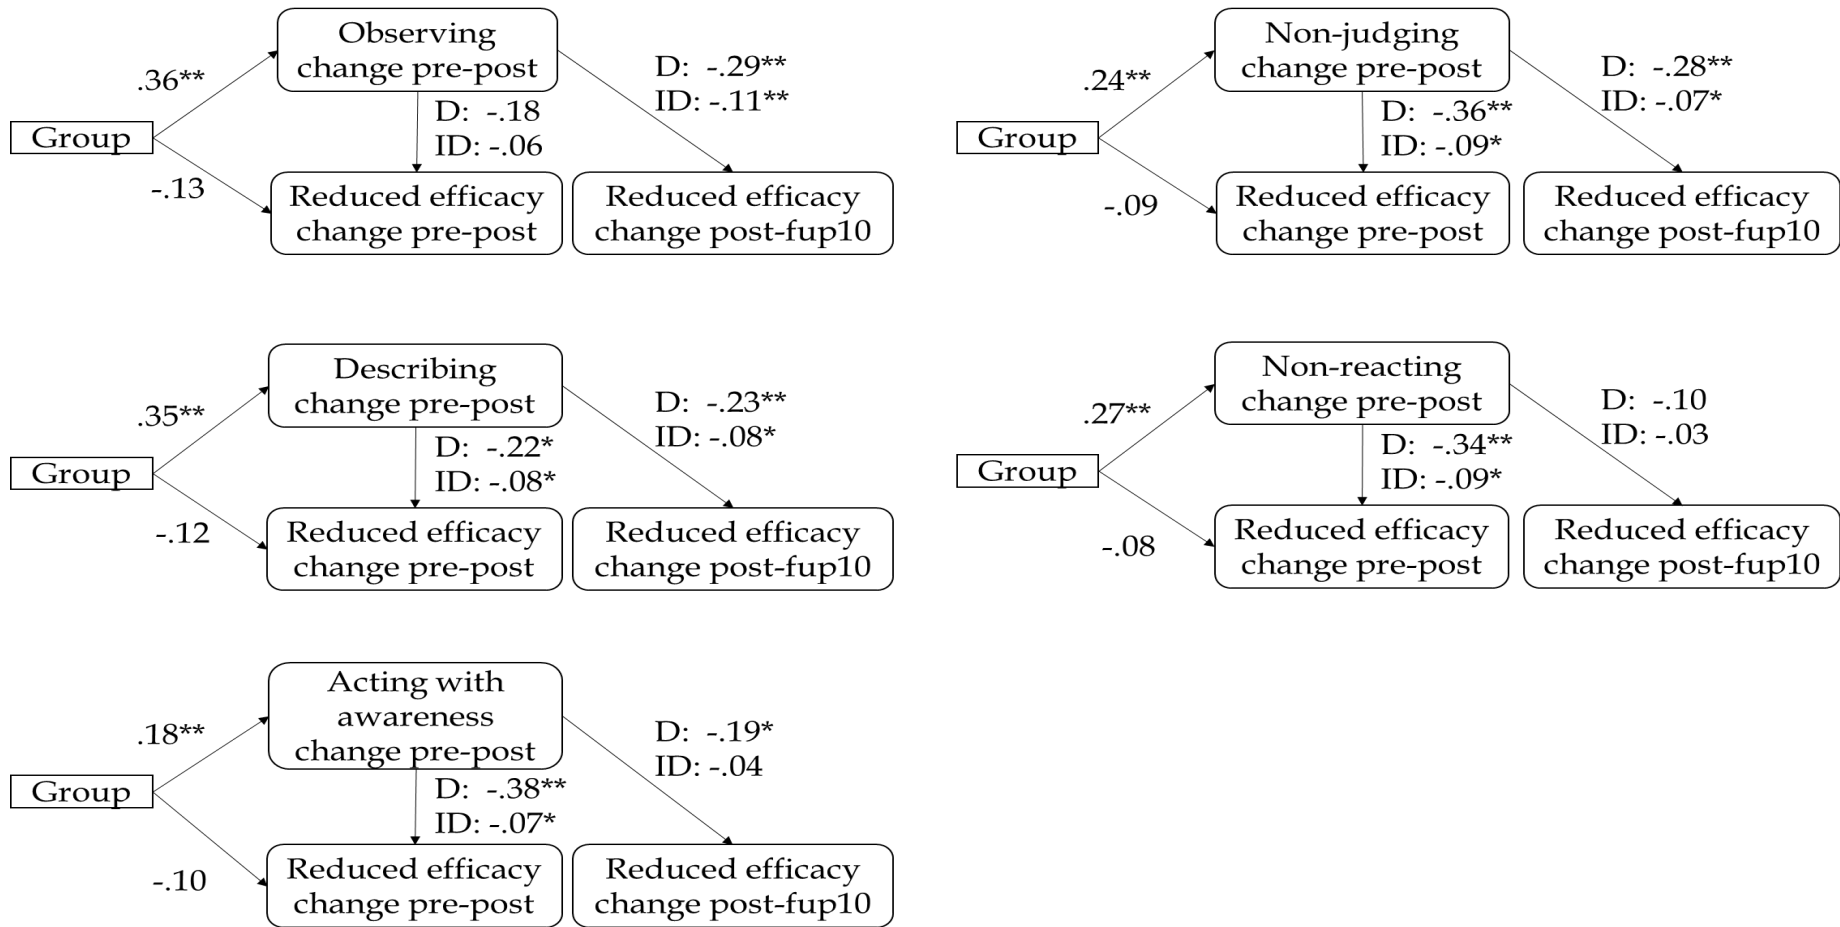 Observing
change pre-post
.36**
D: -.29**
ID: -.11**
Group
D: -.18
ID: -.06
-.13
Reduced efficacy
change pre-post
Reduced efficacy
change post-fup10
Non-judging
change pre-post
.24**
D: -.28**
ID: -.07*
Group
D: -.36**
ID: -.09*
-.09
Reduced efficacy
change pre-post
Reduced efficacy
change post-fup10
Describing
change pre-post
.35**
D: -.23**
ID: -.08*
Group
D: -.22*
ID: -.08*
-.12
Reduced efficacy
change pre-post
Reduced efficacy
change post-fup10
Non-reacting
change pre-post
.27**
D: -.10
ID: -.03
Group
D: -.34**
ID: -.09*
-.08
Reduced efficacy
change pre-post
Reduced efficacy
change post-fup10
Acting with
awareness
change pre-post
.18**
D: -.19*
ID: -.04
Group
D: -.38**
ID: -.07*
-.10
Reduced efficacy
change pre-post
Reduced efficacy
change post-fup10